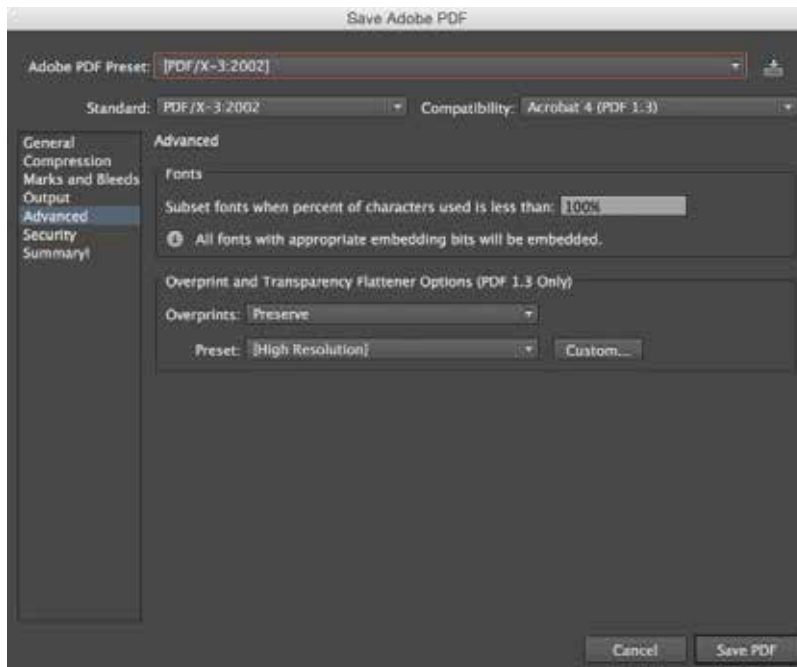 Save Adobe PDF
Adobe PDF Preset: [PDF/X-3:2002]
Standard: PDF/X-3:2002 Compatibility: Acrobat 4 (PDF 1.3)
General
Compression
Marks and Bleeds
Output
Advanced
Security
Summary!
Advanced
Fonts
Subset fonts when percent of characters used is less than: 100%
All fonts with appropriate embedding bits will be embedded.
Overprint and Transparency Flattener Options (PDF 1.3 Only)
Overprints: Preserve
Preset: [High Resolution] Custom...
Cancel Save PDF